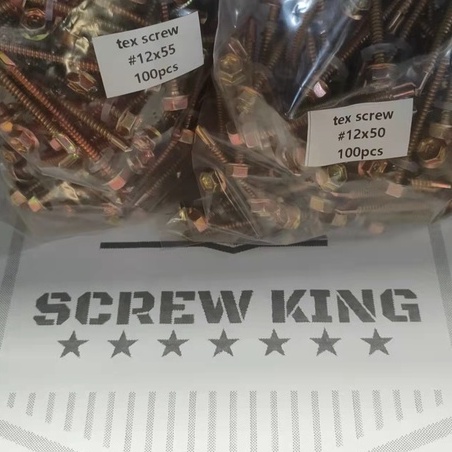 tex screw
#12x55
100pcs
tex screw
#12x50
100pcs
SCREW KING